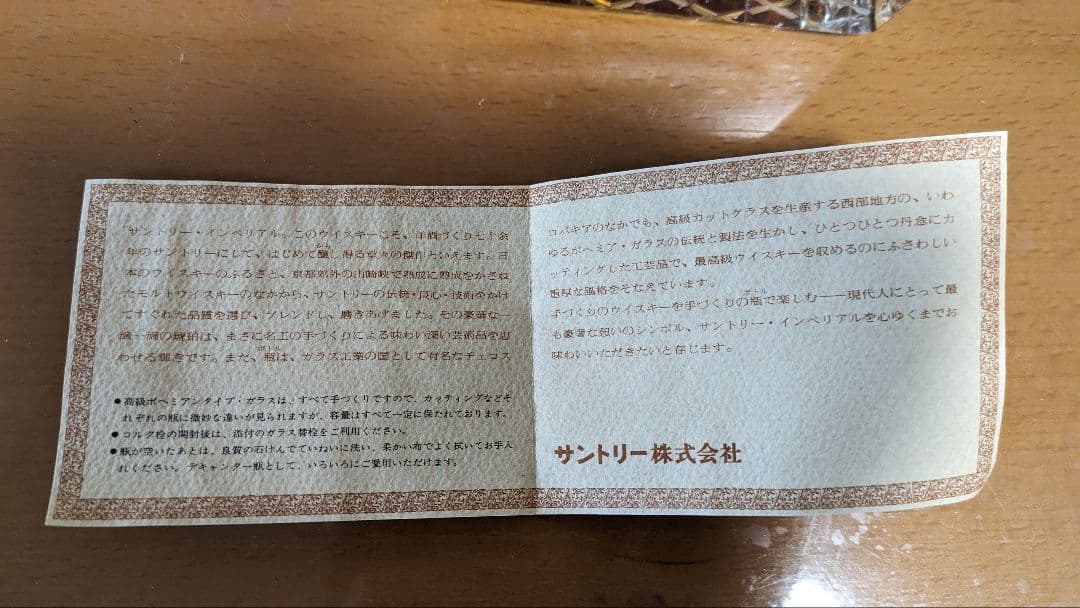 サントリー・インペリアル。このウイスキーこそ、洋酒づくり七十余
年のサントリーにして、はじめて醸し得る堂々の傑作といえます。日
本のウイスキーのふるさと、京都郊外の山崎峡で熟成に熟成をかさね
たモルトウイスキーのなかから、サントリーの伝統・良心・技術をかけ
てすぐれた品質を選び、ブレンドし、磨きあげました。その豪華な一
滴一滴の琥珀は、まさに名工の手づくりによる味わい深い芸術品を思
わせる輝きです。また、瓶は、ガラス工業の国として有名なチェコス
●高級ボヘミアンタイプ・ガラスは、すべて手づくりですので、カッティングなどそ
れぞれの瓶に微妙な違いが見られますが、容量はすべて一定に保たれております。
●コルク栓の開封後は、添付のガラス替栓をご利用ください。
●瓶が空いたあとは、良質の石けんでていねいに洗い、柔かい布でよく拭いてお手入
れください。デキャンター瓶として、いろいろにご愛用いただけます。
ロバキアのなかでも、高級カットグラスを生産する西部地方の、いわ
ゆるボヘミア・ガラスの伝統と製法を生かし、ひとつひとつ丹念にカ
ッティングした工芸品で、最高級ウイスキーを収めるのにふさわしい
重厚な風格をそなえています。
手づくりのウイスキーを手づくりの瓶で楽しむ——現代人にとって最
も豪奢な憩いのシンボル、サントリー・インペリアルを心ゆくまでお
味わいいただきたいと存じます。
サントリー株式会社